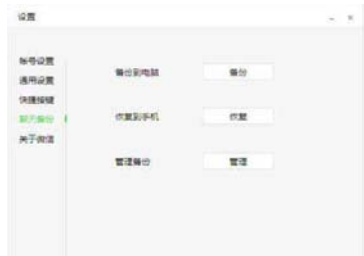 设置
帐号设置
通用设置
快捷按键
聊天备份
关于微信
备份到电脑
备份
恢复到手机
恢复
管理备份
管理